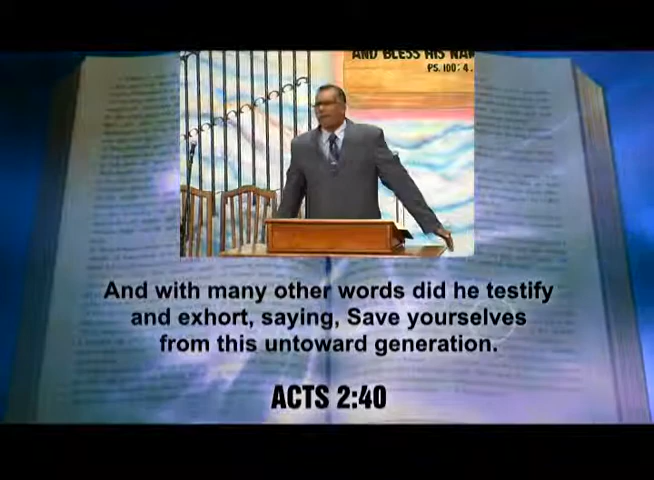 AND BLESS HIS NAM
PS. 100: 4.
And with many other words did he testify
and exhort, saying, Save yourselves
from this untoward generation.
ACTS 2:40